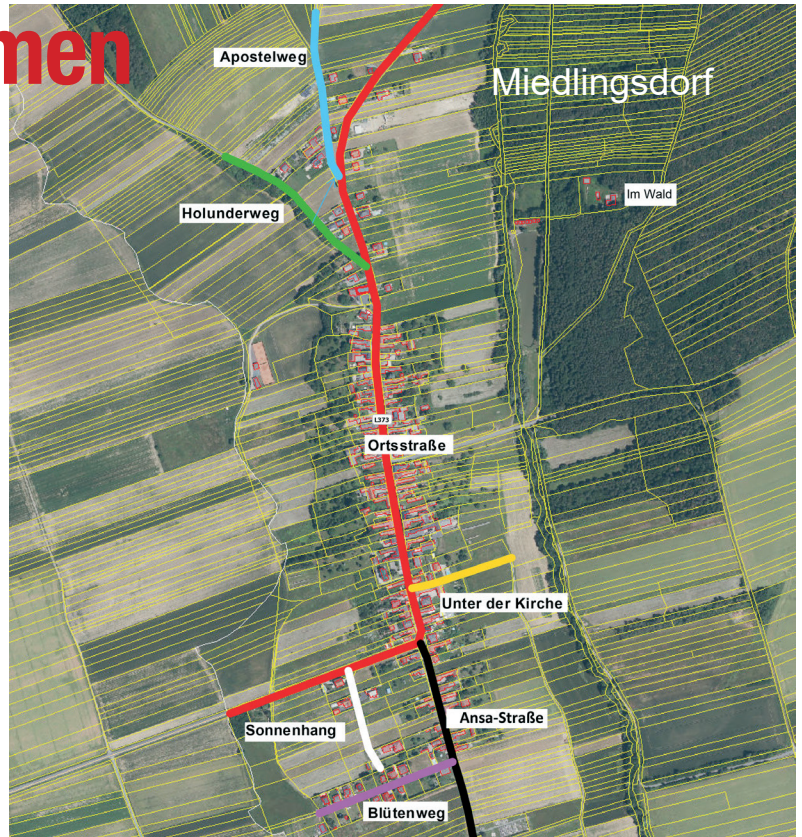 men
Apostelweg
Miedlingsdorf
Im Wald
Holunderweg
L373
Ortsstraße
Unter der Kirche
Ansa-Straße
Sonnenhang
Blütenweg